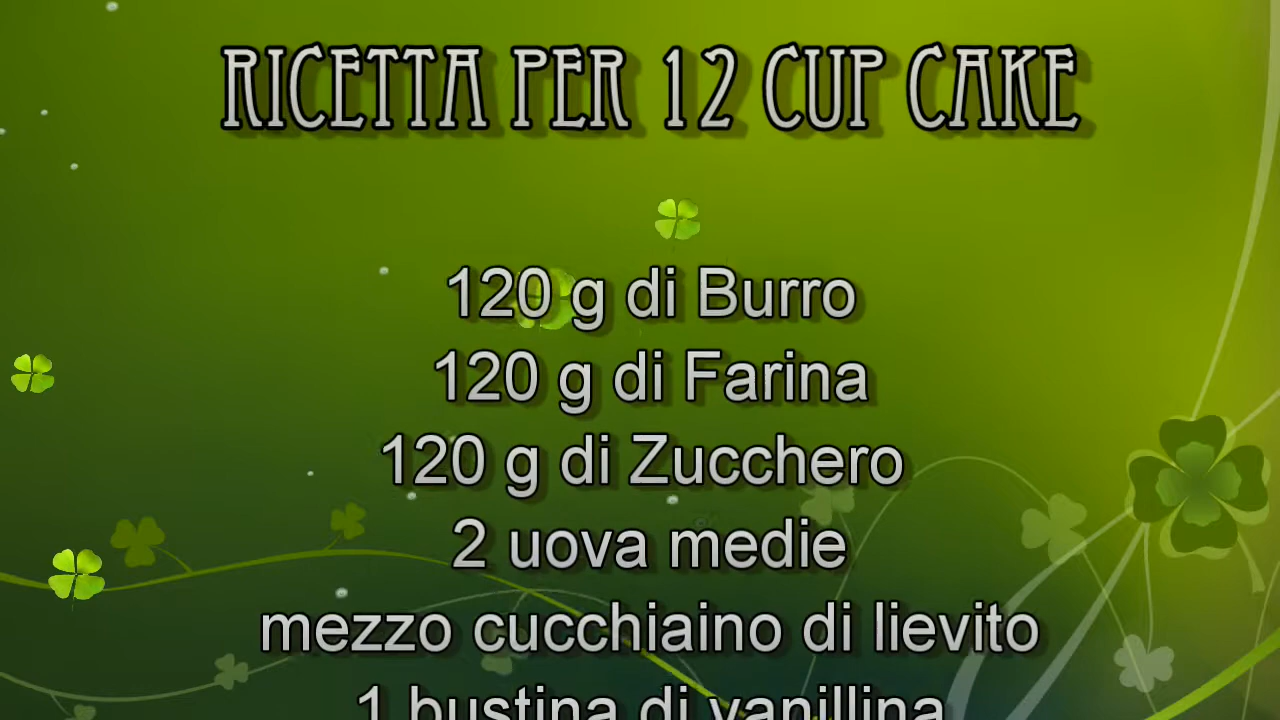 RICETTA PER 12 CUP CAKE
120 g di Burro
120 g di Farina
120 g di Zucchero
2 uova medie
mezzo cucchiaino di lievito
1 bustina di vanillina